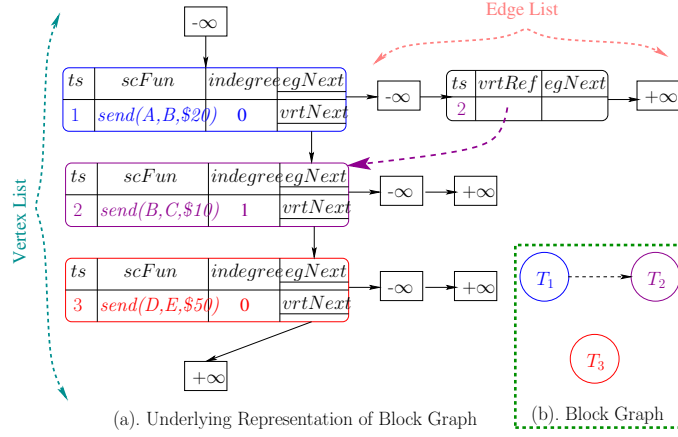 -∞
Edge List
ts scFun indegree egNext
1 send(A,B,$20) 0 vrtNext
-∞
ts vrtRef egNext
2
+∞
Vertex List
ts scFun indegree egNext
2 send(B,C,$10) 1 vrtNext
-∞ +∞
ts scFun indegree egNext
3 send(D,E,$50) 0 vrtNext
-∞ +∞
+∞
T1 T2
T3
(a). Underlying Representation of Block Graph
(b). Block Graph